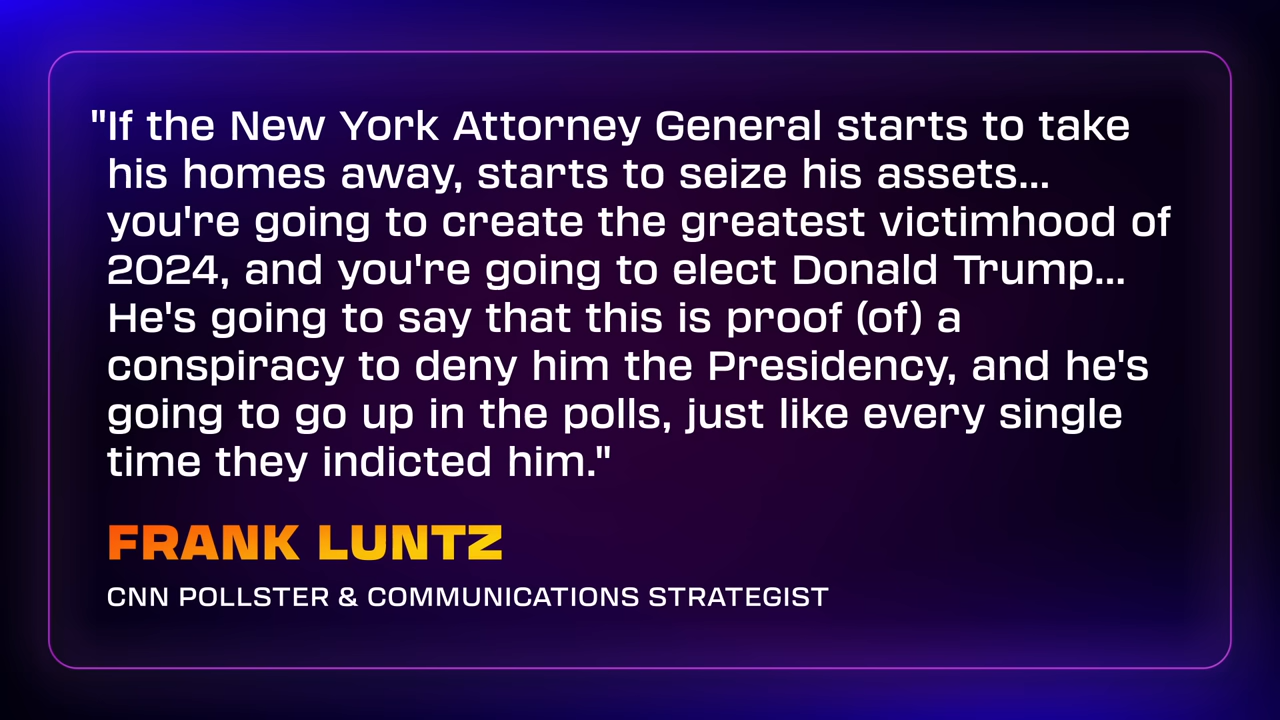 "If the New York Attorney General starts to take
his homes away, starts to seize his assets...
you're going to create the greatest victimhood of
2024, and you're going to elect Donald Trump...
He's going to say that this is proof (of) a
conspiracy to deny him the Presidency, and he's
going to go up in the polls, just like every single
time they indicted him."
FRANK LUNTZ
CNN POLLSTER & COMMUNICATIONS STRATEGIST